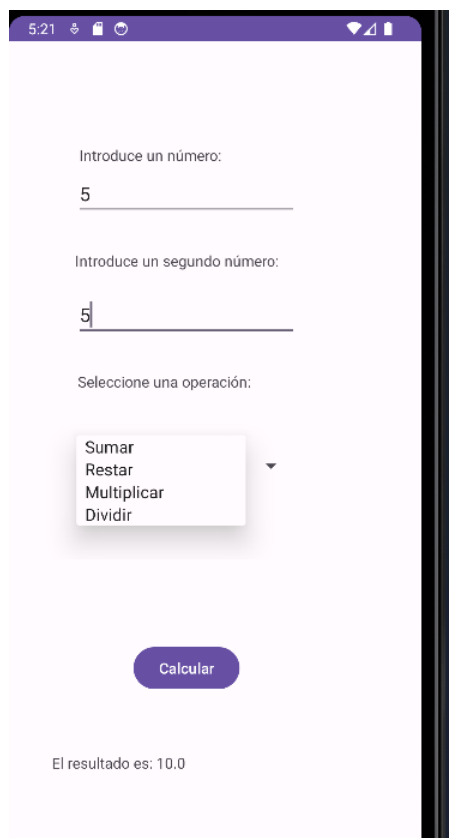 5:21
Introduce un número:
5
Introduce un segundo número:
5
Seleccione una operación:
Sumar
Restar
Multiplicar
Dividir
Calcular
El resultado es: 10.0